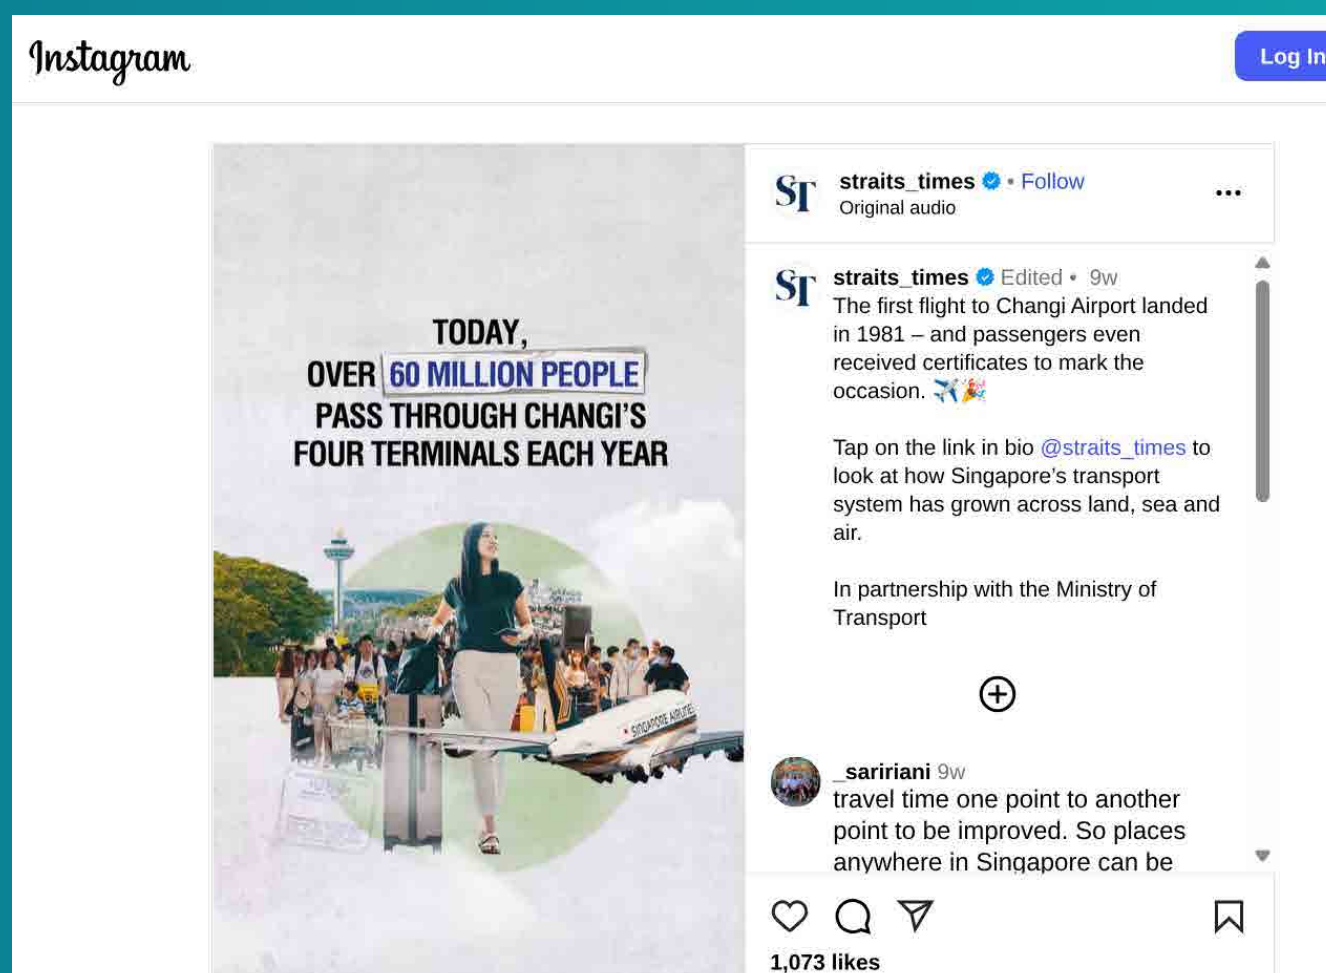 Instagram
Log In
TODAY,
OVER 60 MILLION PEOPLE
PASS THROUGH CHANGI'S
FOUR TERMINALS EACH YEAR
SINGAPORE AIRLINES
ST
straits_times • Follow
Original audio
ST
straits_times Edited • 9w
The first flight to Changi Airport landed
in 1981 – and passengers even
received certificates to mark the
occasion. ✈️🎉
Tap on the link in bio @straits_times to
look at how Singapore’s transport
system has grown across land, sea and
air.
In partnership with the Ministry of
Transport
_saririani 9w
travel time one point to another
point to be improved. So places
anywhere in Singapore can be
1,073 likes